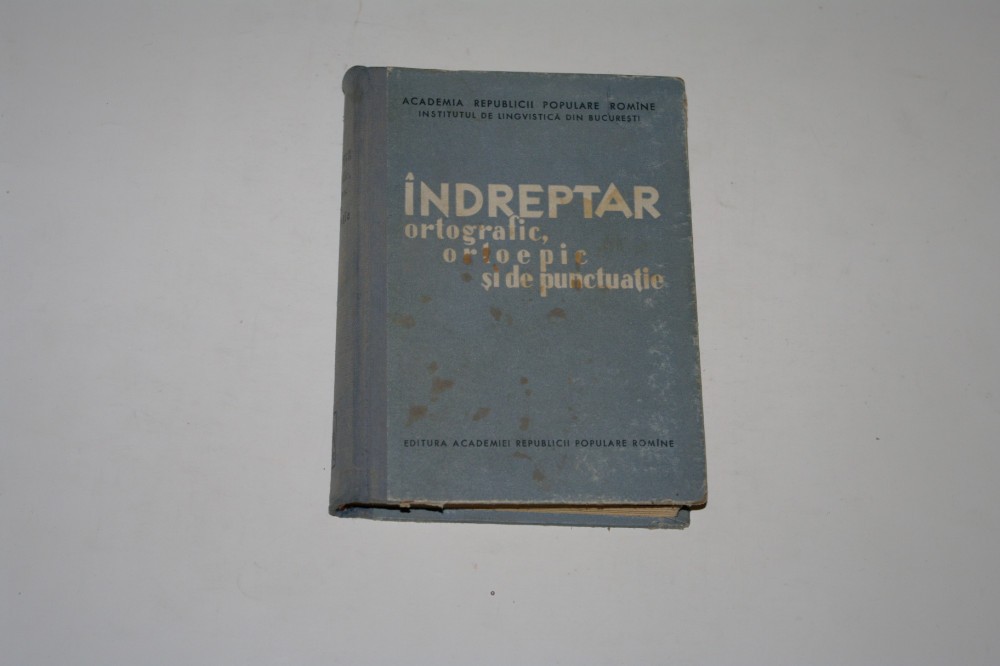 ACADEMIA REPUBLICII POPULARE ROMÎNE
INSTITUTUL DE LINGVISTICA DIN BUCUREȘTI
ÎNDREPTAR
ortografic,
ortoepic
și de punctuație
EDITURA ACADEMIEI REPUBLICII POPULARE ROMÎNE